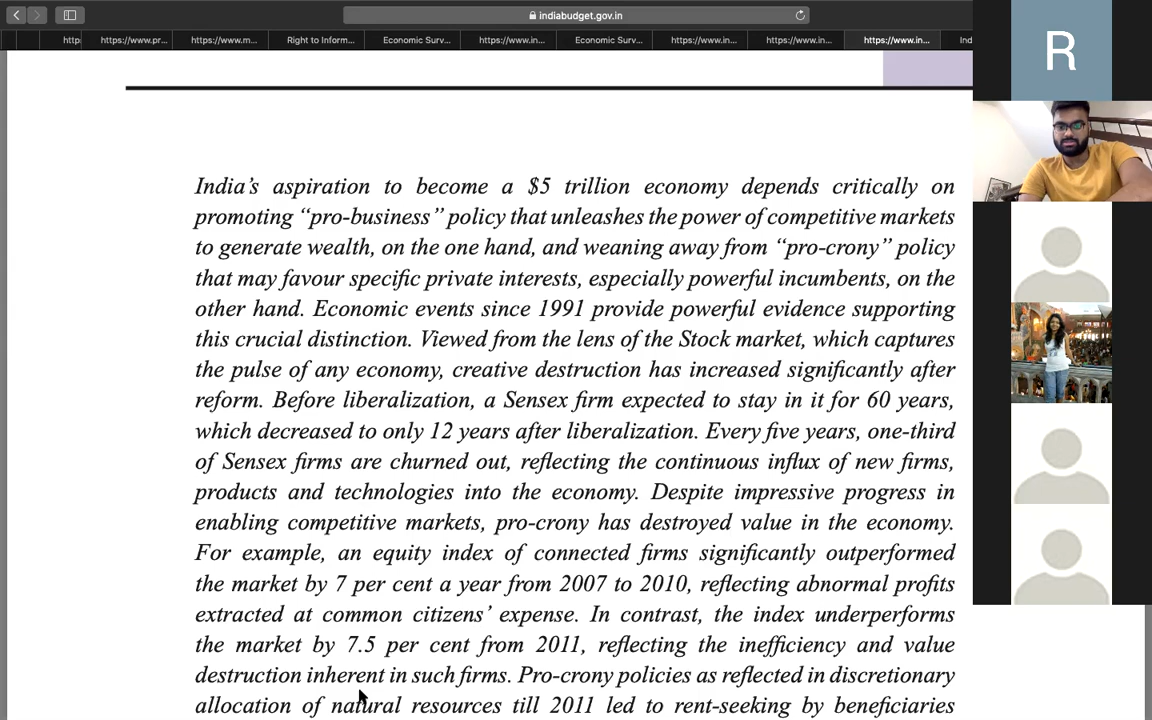 indiabudget.gov.in
http
https://www.pr...
https://www.m...
Right to Inform...
Economic Surv...
https://www.in...
Economic Surv...
https://www.in...
https://www.in...
https://www.in...
Ind
R
India's aspiration to become a $5 trillion economy depends critically on
promoting “pro-business” policy that unleashes the power of competitive markets
to generate wealth, on the one hand, and weaning away from “pro-crony” policy
that may favour specific private interests, especially powerful incumbents, on the
other hand. Economic events since 1991 provide powerful evidence supporting
this crucial distinction. Viewed from the lens of the Stock market, which captures
the pulse of any economy, creative destruction has increased significantly after
reform. Before liberalization, a Sensex firm expected to stay in it for 60 years,
which decreased to only 12 years after liberalization. Every five years, one-third
of Sensex firms are churned out, reflecting the continuous influx of new firms,
products and technologies into the economy. Despite impressive progress in
enabling competitive markets, pro-crony has destroyed value in the economy.
For example, an equity index of connected firms significantly outperformed
the market by 7 per cent a year from 2007 to 2010, reflecting abnormal profits
extracted at common citizens’ expense. In contrast, the index underperforms
the market by 7.5 per cent from 2011, reflecting the inefficiency and value
destruction inherent in such firms. Pro-crony policies as reflected in discretionary
allocation of natural resources till 2011 led to rent-seeking by beneficiaries